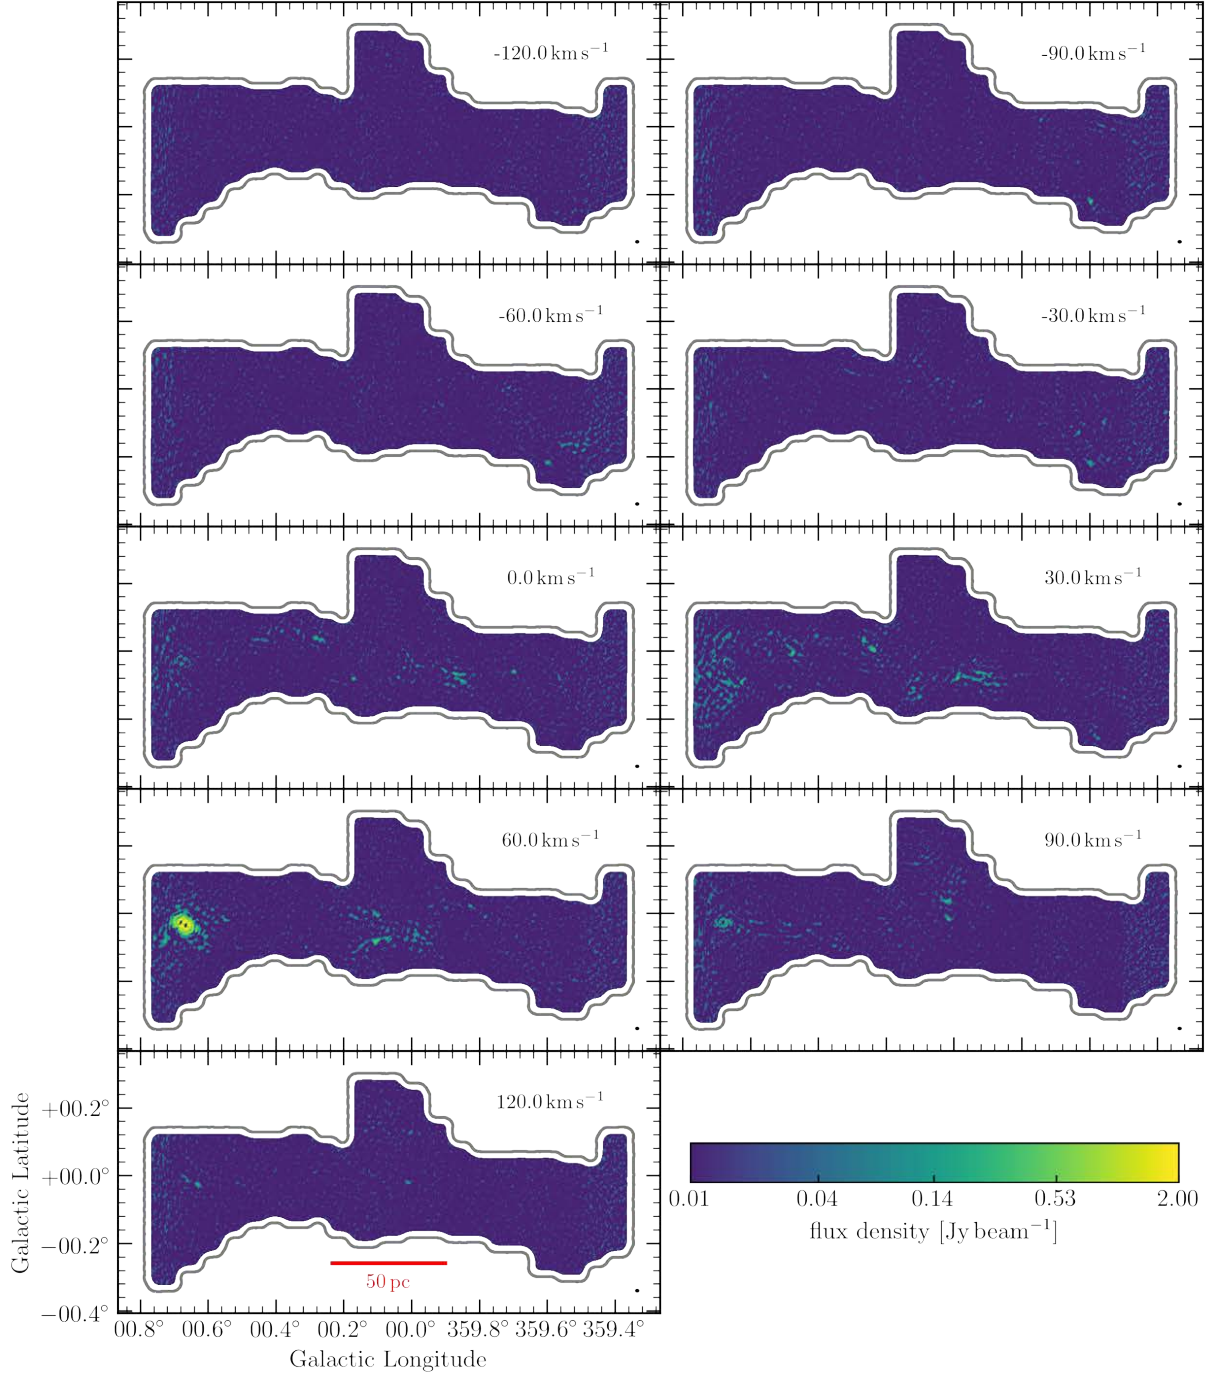 -120.0 km s⁻¹
-90.0 km s⁻¹
-60.0 km s⁻¹
-30.0 km s⁻¹
0.0 km s⁻¹
30.0 km s⁻¹
60.0 km s⁻¹
90.0 km s⁻¹
120.0 km s⁻¹
Galactic Latitude
+00.2°
+00.0°
−00.2°
−00.4°
50 pc
00.8° 00.6° 00.4° 00.2° 00.0° 359.8° 359.6° 359.4°
Galactic Longitude
0.01 0.04 0.14 0.53 2.00
flux density [Jy beam⁻¹]